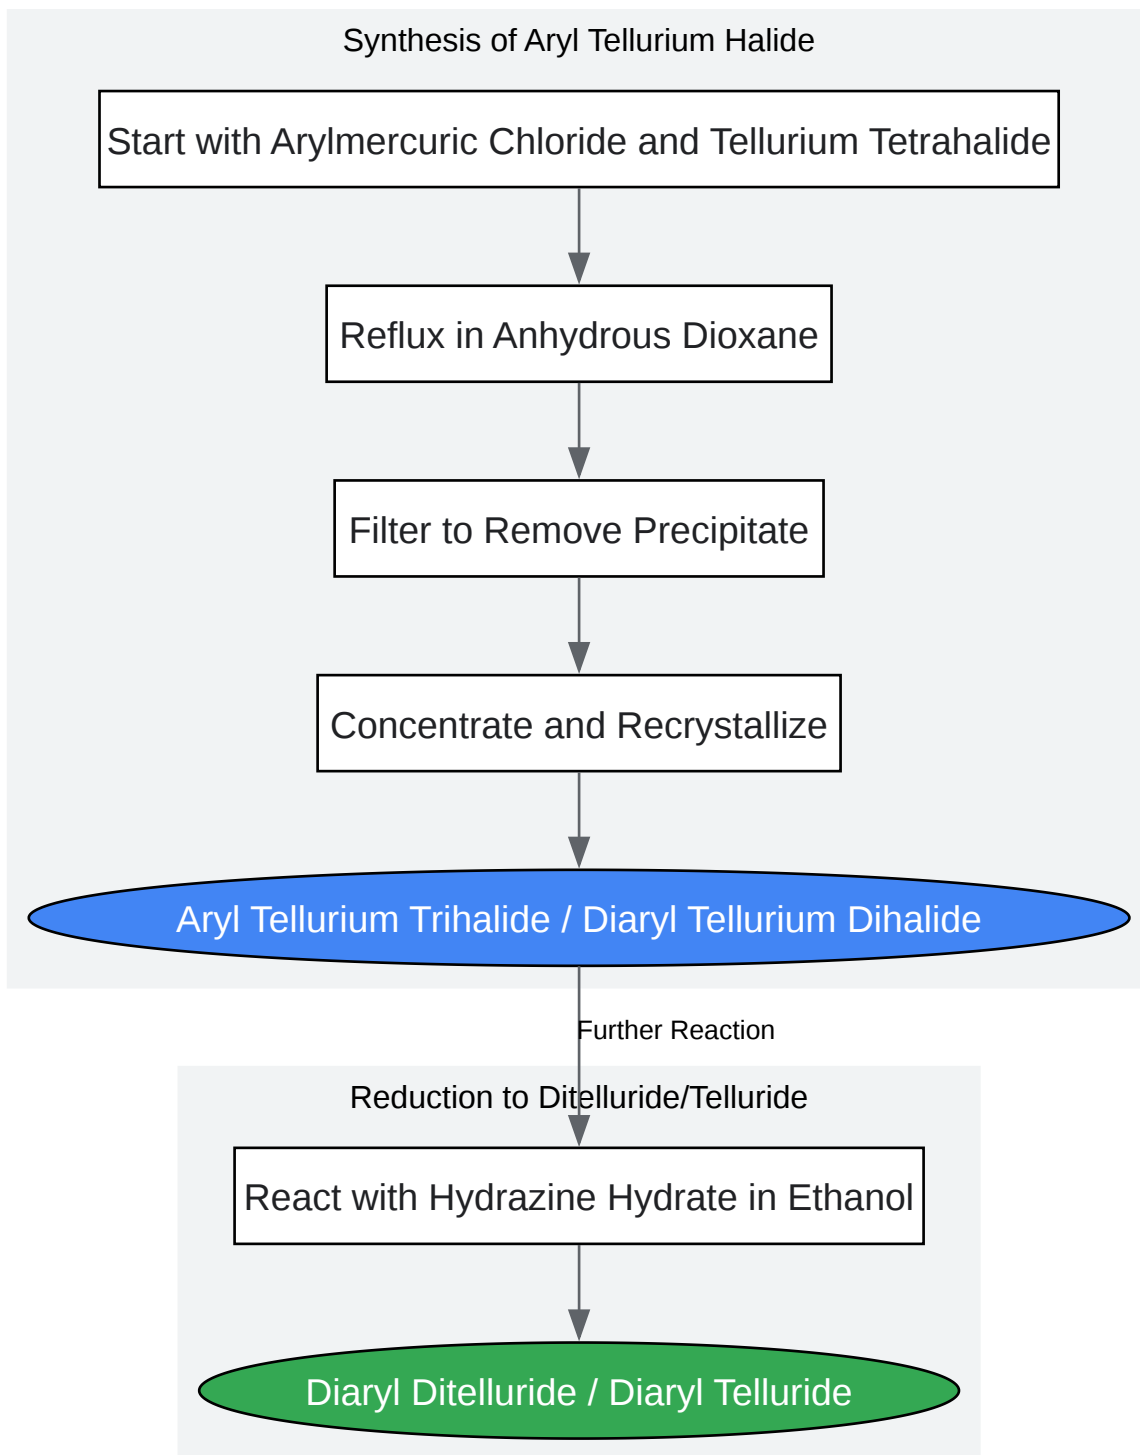 Synthesis of Aryl Tellurium Halide
Start with Arylmercuric Chloride and Tellurium Tetrahalide
Reflux in Anhydrous Dioxane
Filter to Remove Precipitate
Concentrate and Recrystallize
Aryl Tellurium Trihalide / Diaryl Tellurium Dihalide
Further Reaction
Reduction to Ditelluride/Telluride
React with Hydrazine Hydrate in Ethanol
Diaryl Ditelluride / Diaryl Telluride